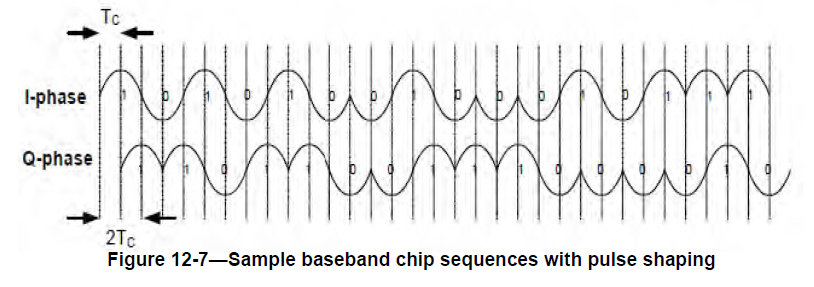 Tc
I-phase 1 0 1 0 1 0 0 1 0 0 0 1 0 1 1 1
Q-phase 1 1 0 1 1 0 0 1 1 1 0 0 0 0 1 0
2Tc
Figure 12-7—Sample baseband chip sequences with pulse shaping